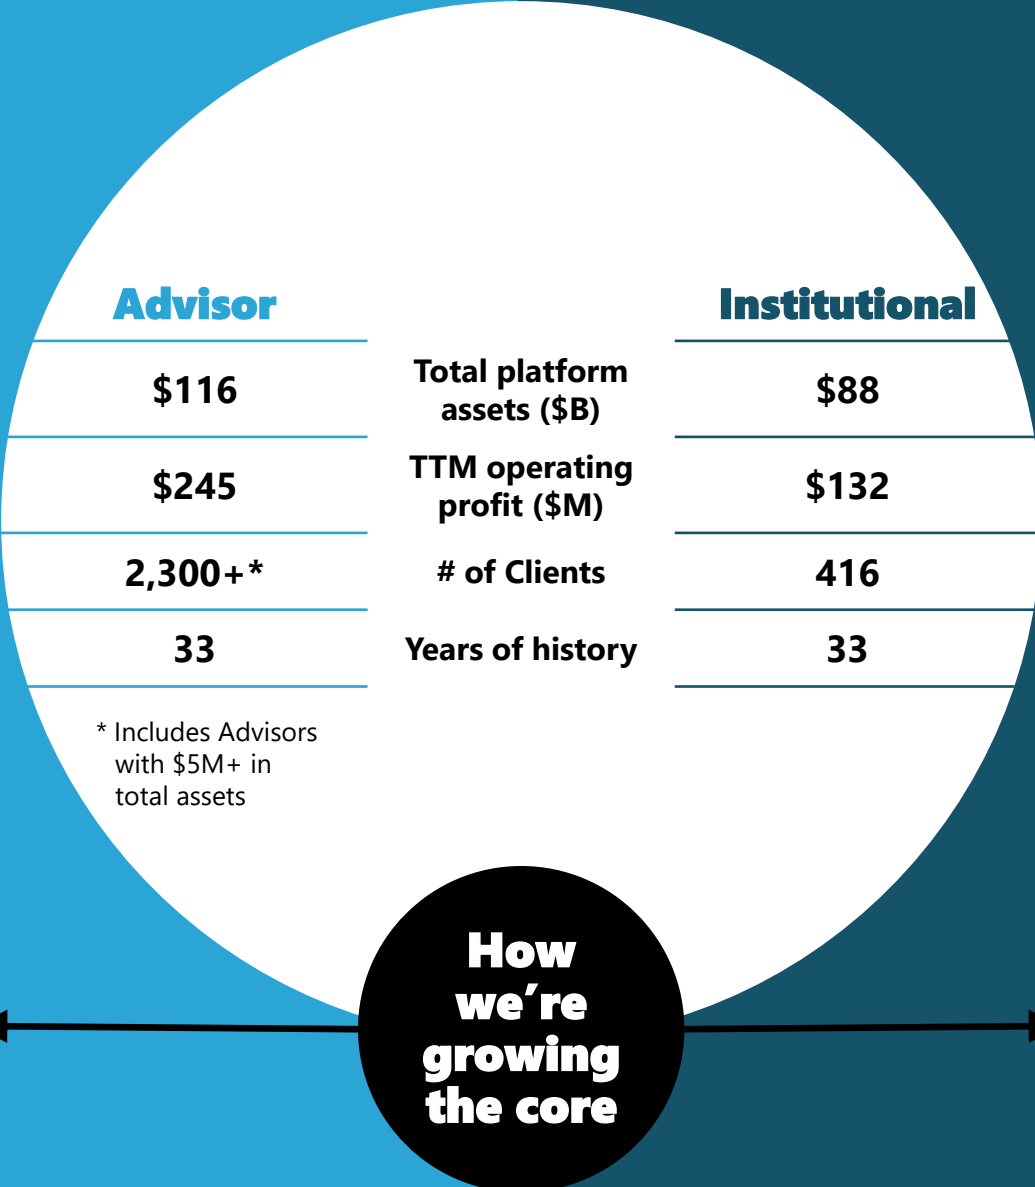 Advisor
Institutional
$116
Total platform
assets ($B)
$88
$245
TTM operating
profit ($M)
$132
2,300+*
# of Clients
416
33
Years of history
33
* Includes Advisors
with $5M+ in
total assets
How
we’re
growing
the core